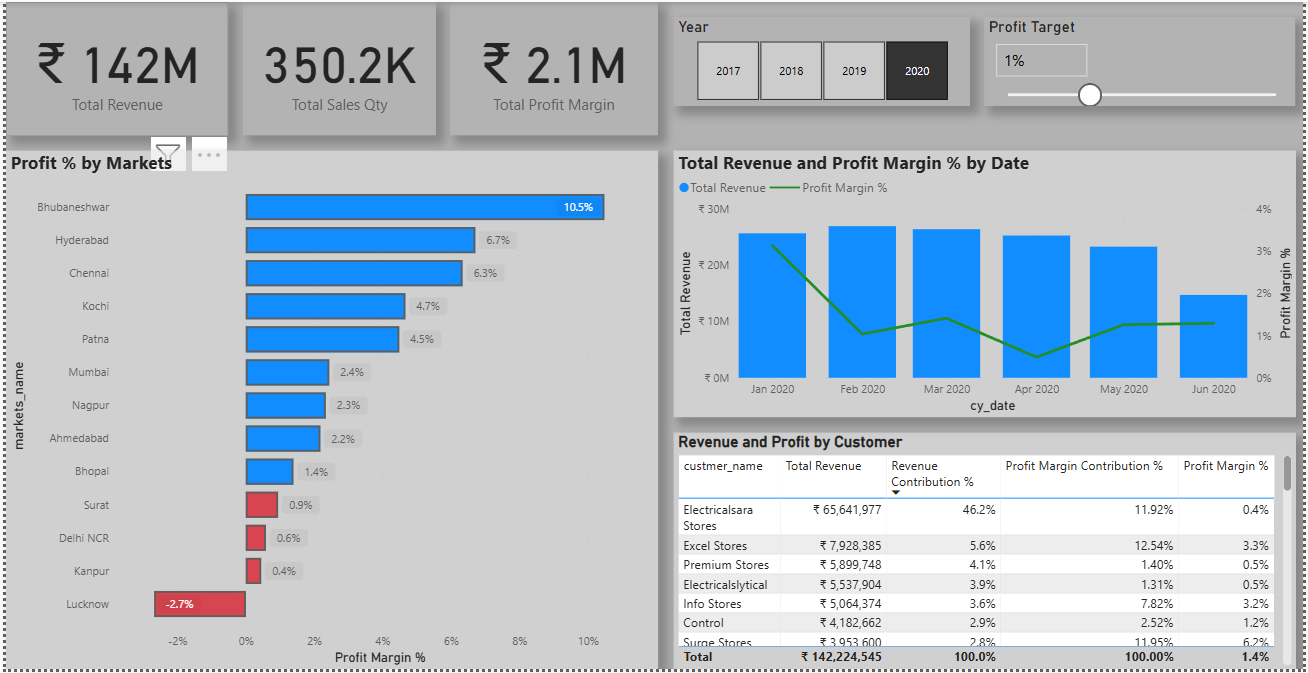 ₹ 142M
Total Revenue
350.2K
Total Sales Qty
₹ 2.1M
Total Profit Margin
Year
2017 2018 2019 2020
Profit Target
1%
Profit % by Markets
markets_name
Bhubaneshwar 10.5%
Hyderabad 6.7%
Chennai 6.3%
Kochi 4.7%
Patna 4.5%
Mumbai 2.4%
Nagpur 2.3%
Ahmedabad 2.2%
Bhopal 1.4%
Surat 0.9%
Delhi NCR 0.6%
Kanpur 0.4%
Lucknow -2.7%
-2% 0% 2% 4% 6% 8% 10%
Profit Margin %
Total Revenue and Profit Margin % by Date
Total Revenue Profit Margin %
Total Revenue
₹ 30M 4%
3%
₹ 20M
2%
₹ 10M
1%
₹ 0M 0%
Profit Margin %
Jan 2020 Feb 2020 Mar 2020 Apr 2020 May 2020 Jun 2020
cy_date
Revenue and Profit by Customer
custmer_name Total Revenue Revenue Contribution % Profit Margin Contribution % Profit Margin %
Electricalsara Stores ₹ 65,641,977 46.2% 11.92% 0.4%
Excel Stores ₹ 7,928,385 5.6% 12.54% 3.3%
Premium Stores ₹ 5,899,748 4.1% 1.40% 0.5%
Electricalslytical ₹ 5,537,904 3.9% 1.31% 0.5%
Info Stores ₹ 5,064,374 3.6% 7.82% 3.2%
Control ₹ 4,182,662 2.9% 2.52% 1.2%
Surge Stores ₹ 3,953,600 2.8% 11.95% 6.2%
Total ₹ 142,224,545 100.0% 100.00% 1.4%